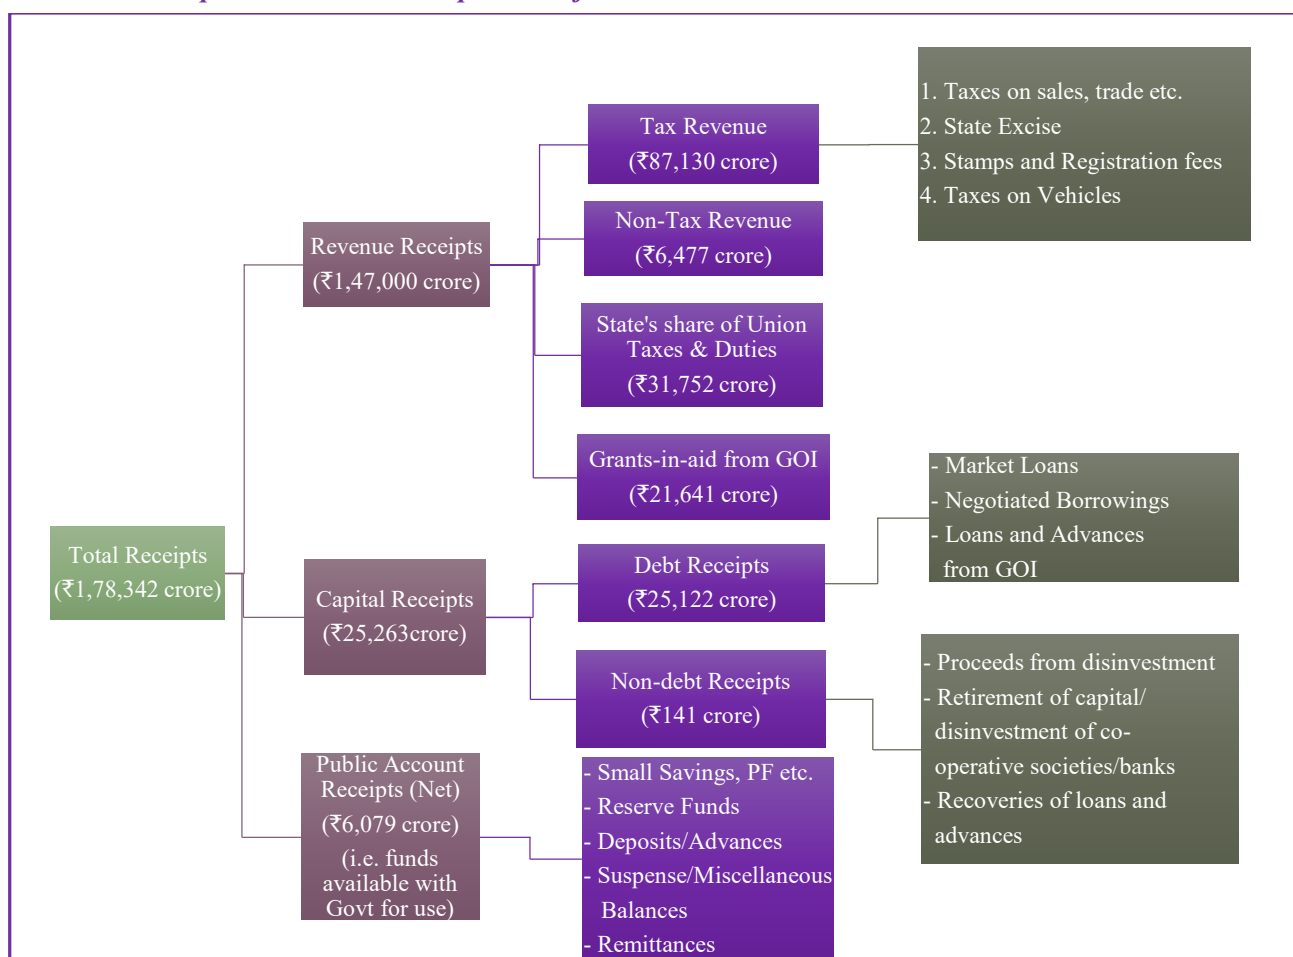 Total Receipts
(₹1,78,342 crore)
Revenue Receipts
(₹1,47,000 crore)
Tax Revenue
(₹87,130 crore)
1. Taxes on sales, trade etc.
2. State Excise
3. Stamps and Registration fees
4. Taxes on Vehicles
Non-Tax Revenue
(₹6,477 crore)
State's share of Union
Taxes & Duties
(₹31,752 crore)
Grants-in-aid from GOI
(₹21,641 crore)
Capital Receipts
(₹25,263crore)
Debt Receipts
(₹25,122 crore)
- Market Loans
- Negotiated Borrowings
- Loans and Advances
from GOI
Non-debt Receipts
(₹141 crore)
- Proceeds from disinvestment
- Retirement of capital/
disinvestment of co-
operative societies/banks
- Recoveries of loans and
advances
Public Account
Receipts (Net)
(₹6,079 crore)
(i.e. funds
available with
Govt for use)
- Small Savings, PF etc.
- Reserve Funds
- Deposits/Advances
- Suspense/Miscellaneous
Balances
- Remittances